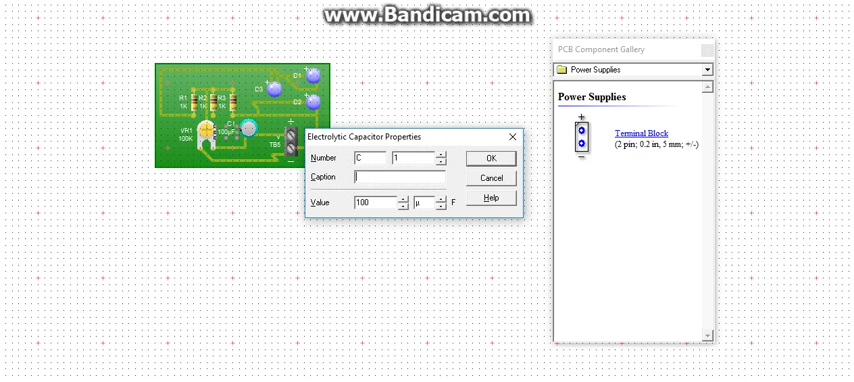 www.Bandicam.com
PCB Component Gallery
Power Supplies
Power Supplies
+
Terminal Block
(2 pin; 0.2 in, 5 mm; +/-)
−
D1
D3
D2
R1 R2 R3
1K 1K 1K
C1
100µF
VR1
100K
+
V
TB5
−
Electrolytic Capacitor Properties
Number C 1
OK
Caption
Cancel
Value 100 µ F
Help